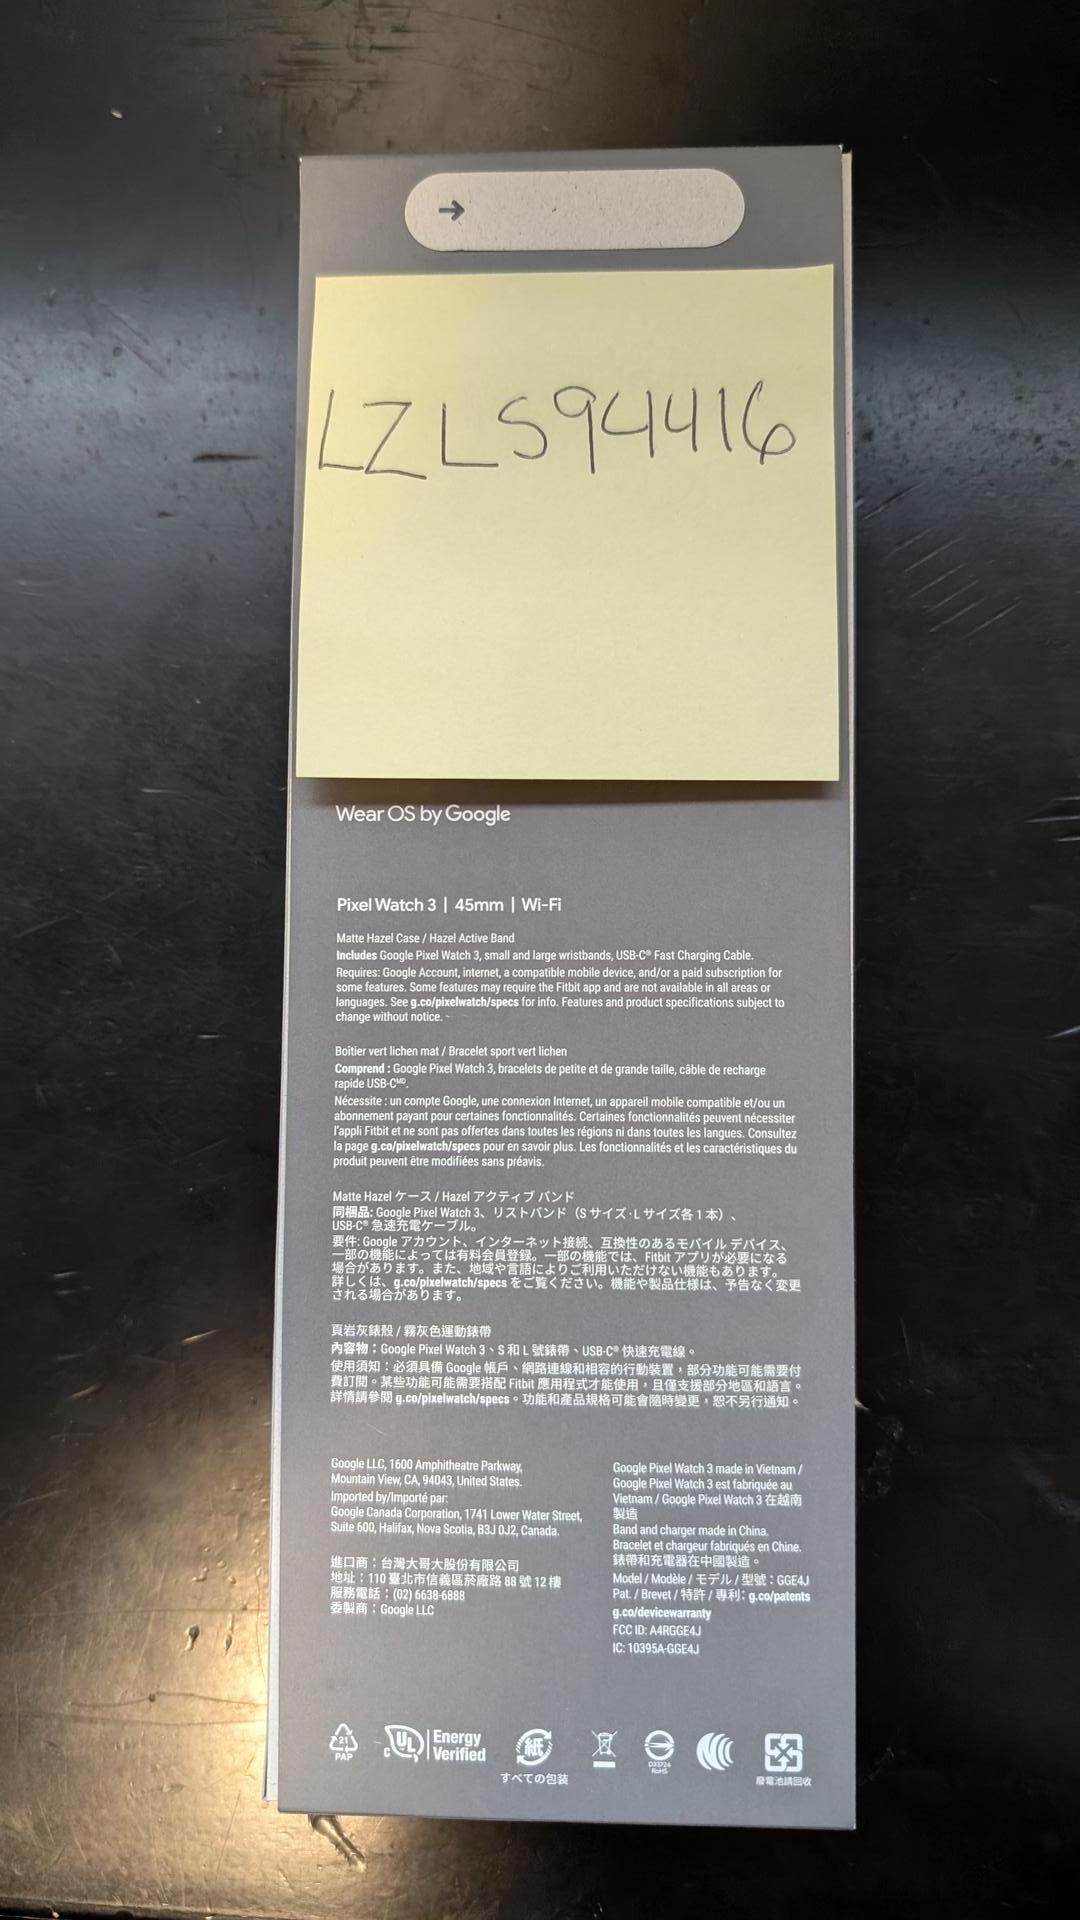 →
LZLS94416
Wear OS by Google
Pixel Watch 3 | 45mm | Wi-Fi
Matte Hazel Case / Hazel Active Band
Includes Google Pixel Watch 3, small and large wristbands, USB-C® Fast Charging Cable.
Requires: Google Account, internet, a compatible mobile device, and/or a paid subscription for
some features. Some features may require the Fitbit app and are not available in all areas or
languages. See g.co/pixelwatch/specs for info. Features and product specifications subject to
change without notice.
Boîtier vert lichen mat / Bracelet sport vert lichen
Comprend : Google Pixel Watch 3, bracelets de petite et de grande taille, câble de recharge
rapide USB-Cᴹᴰ.
Nécessite : un compte Google, une connexion Internet, un appareil mobile compatible et/ou un
abonnement payant pour certaines fonctionnalités. Certaines fonctionnalités peuvent nécessiter
l'appli Fitbit et ne sont pas offertes dans toutes les régions ni dans toutes les langues. Consultez
la page g.co/pixelwatch/specs pour en savoir plus. Les fonctionnalités et les caractéristiques du
produit peuvent être modifiées sans préavis.
Matte Hazel ケース / Hazel アクティブ バンド
同梱品: Google Pixel Watch 3、リストバンド（S サイズ・L サイズ各 1 本）、
USB-C® 急速充電ケーブル。
要件: Google アカウント、インターネット接続、互換性のあるモバイル デバイス、
一部の機能によっては有料会員登録。一部の機能では、Fitbit アプリが必要になる
場合があります。また、地域や言語によりご利用いただけない機能もあります。
詳しくは、g.co/pixelwatch/specs をご覧ください。機能や製品仕様は、予告なく変更
される場合があります。
頁岩灰錶殼 / 霧灰色運動錶帶
內容物：Google Pixel Watch 3、S 和 L 號錶帶、USB-C® 快速充電線。
使用須知：必須具備 Google 帳戶、網路連線和相容的行動裝置，部分功能可能需要付
費訂閱。某些功能可能需要搭配 Fitbit 應用程式才能使用，且僅支援部分地區和語言。
詳情請參閱 g.co/pixelwatch/specs。功能和產品規格可能會隨時變更，恕不另行通知。
Google LLC, 1600 Amphitheatre Parkway,
Mountain View, CA, 94043, United States.
Imported by/Importé par:
Google Canada Corporation, 1741 Lower Water Street,
Suite 600, Halifax, Nova Scotia, B3J 0J2, Canada.
進口商：台灣大哥大股份有限公司
地址：110 臺北市信義區菸廠路 88 號 12 樓
服務電話：(02) 6638-6888
委製商：Google LLC
Google Pixel Watch 3 made in Vietnam /
Google Pixel Watch 3 est fabriquée au
Vietnam / Google Pixel Watch 3 在越南
製造
Band and charger made in China.
Bracelet et chargeur fabriqués en Chine.
錶帶和充電器在中國製造。
Model / Modèle / モデル / 型號：GGE4J
Pat. / Brevet / 特許 / 專利: g.co/patents
g.co/devicewarranty
FCC ID: A4RGGE4J
IC: 10395A-GGE4J
21
PAP
c UL Energy
Verified
紙
すべての包装
D33724
RoHS
廢電池請回收